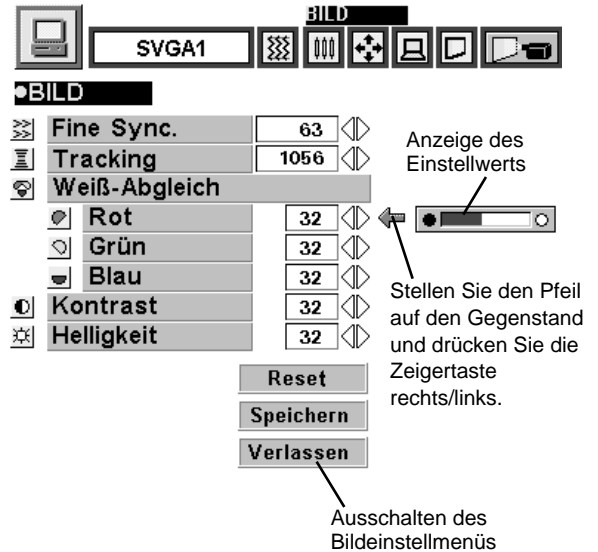 BILD
SVGA1
BILD
Fine Sync. 63
Tracking 1056
Weiß-Abgleich
Rot 32
Grün 32
Blau 32
Kontrast 32
Helligkeit 32
Reset
Speichern
Verlassen
Anzeige des
Einstellwerts
Stellen Sie den Pfeil
auf den Gegenstand
und drücken Sie die
Zeigertaste
rechts/links.
Ausschalten des
Bildeinstellmenüs